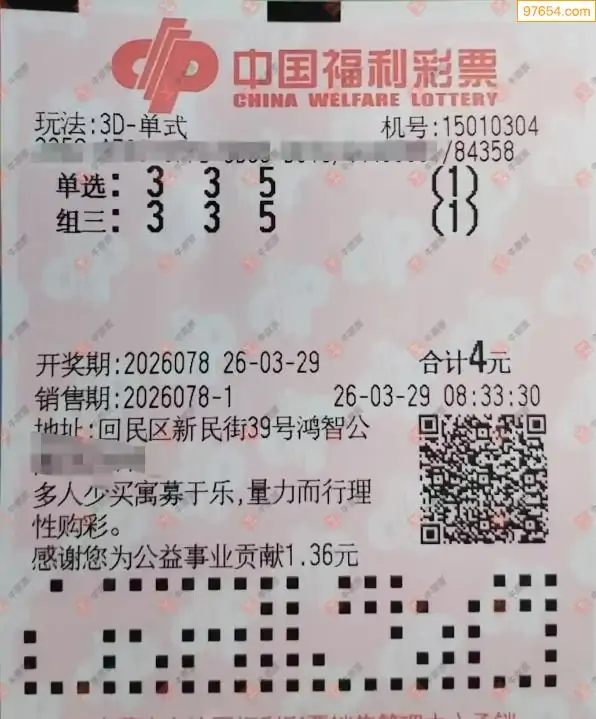 97654.com
中国福利彩票
CHINA WELFARE LOTTERY
玩法:3D-单式 机号:15010304
/84358
单选: 3 3 5 (1)
组三: 3 3 5 (1)
开奖期:2026078 26-03-29 合计4元
销售期:2026078-1 26-03-29 08:33:30
地址:回民区新民街39号鸿智公
多人少买寓募于乐,量力而行理
性购彩。
感谢您为公益事业贡献1.36元